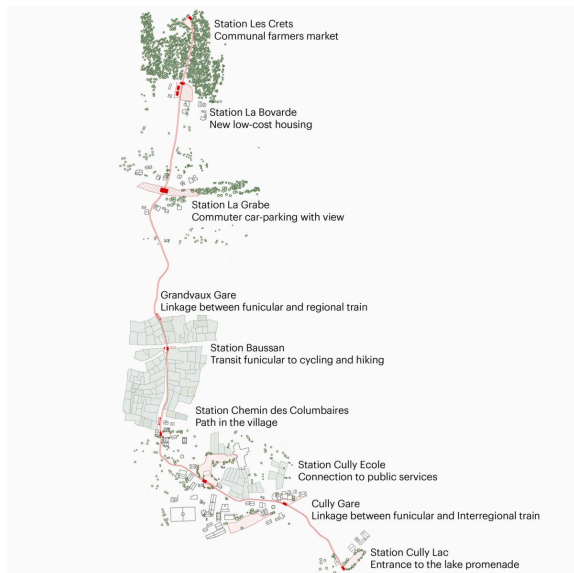 Station Les Crets
Communal farmers market
Station La Bovarde
New low-cost housing
Station La Grabe
Commuter car-parking with view
Grandvaux Gare
Linkage between funicular and regional train
Station Baussan
Transit funicular to cycling and hiking
Station Chemin des Columbaires
Path in the village
Station Cully Ecole
Connection to public services
Cully Gare
Linkage between funicular and Interregional train
Station Cully Lac
Entrance to the lake promenade